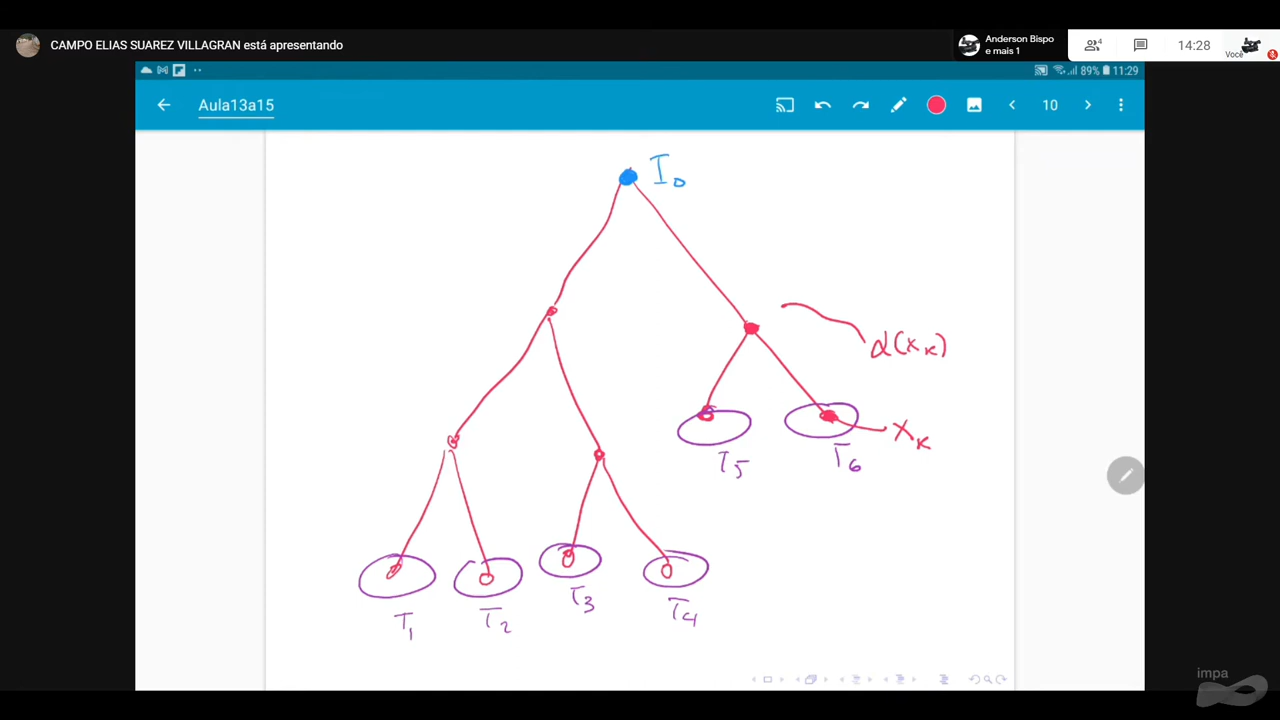 CAMPO ELIAS SUAREZ VILLAGRAN está apresentando
Anderson Bispo
e mais 1
4
14:28
Você
89% 11:29
Aula13a15
10
I₀
α(xₖ)
xₖ
T₅
T₆
T₁
T₂
T₃
T₄
impa